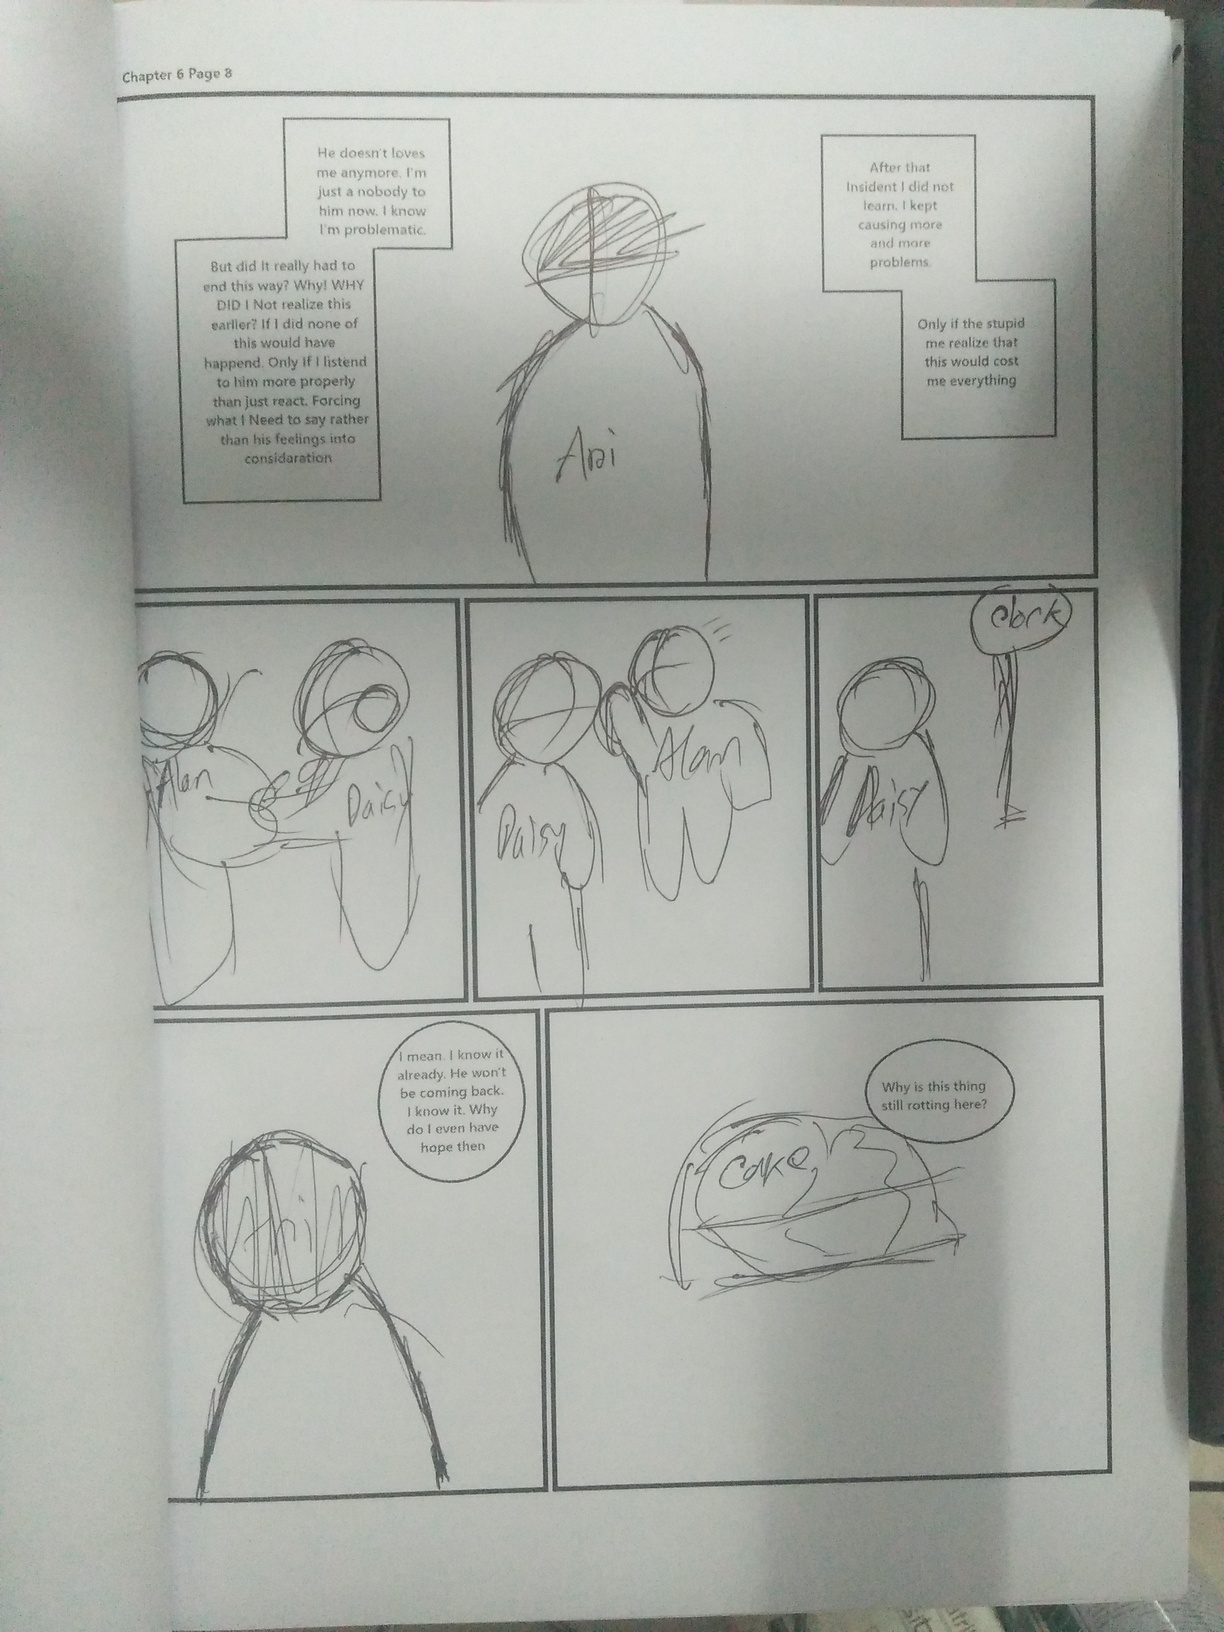 Chapter 6 Page 8
He doesn't loves
me anymore. I'm
just a nobody to
him now. I know
I'm problematic.
But did it really had to
end this way? Why! WHY
DID I Not realize this
earlier? If I did none of
this would have
happend. Only if I listend
to him more properly
than just react. Forcing
what I Need to say rather
than his feelings into
considaration
After that
Insident I did not
learn. I kept
causing more
and more
problems.
Only if the stupid
me realize that
this would cost
me everything
Ani
Alan
Daisy
Daisy
Alan
Daisy
Clock
I mean. I know it
already. He won't
be coming back.
I know it. Why
do I even have
hope then
Ani
Why is this thing
still rotting here?
Cake